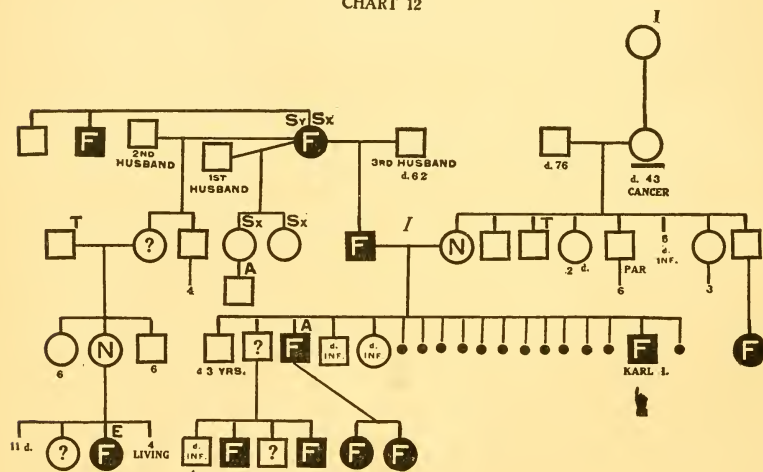 CHART 12
I
Sy Sx
F
F
2ND
HUSBAND
1ST
HUSBAND
3RD HUSBAND
d. 62
d. 76
d. 43
CANCER
T
?
4
Sx
Sx
A
F
I
N
T
2 d.
PAR
6
6
d.
INF.
3
F
6
N
6
d 3 YRS.
?
A
F
d.
INF.
d.
INF
F
KARL I.
11 d.
?
E
F
4
LIVING
d.
INF.
F
?
F
F
F